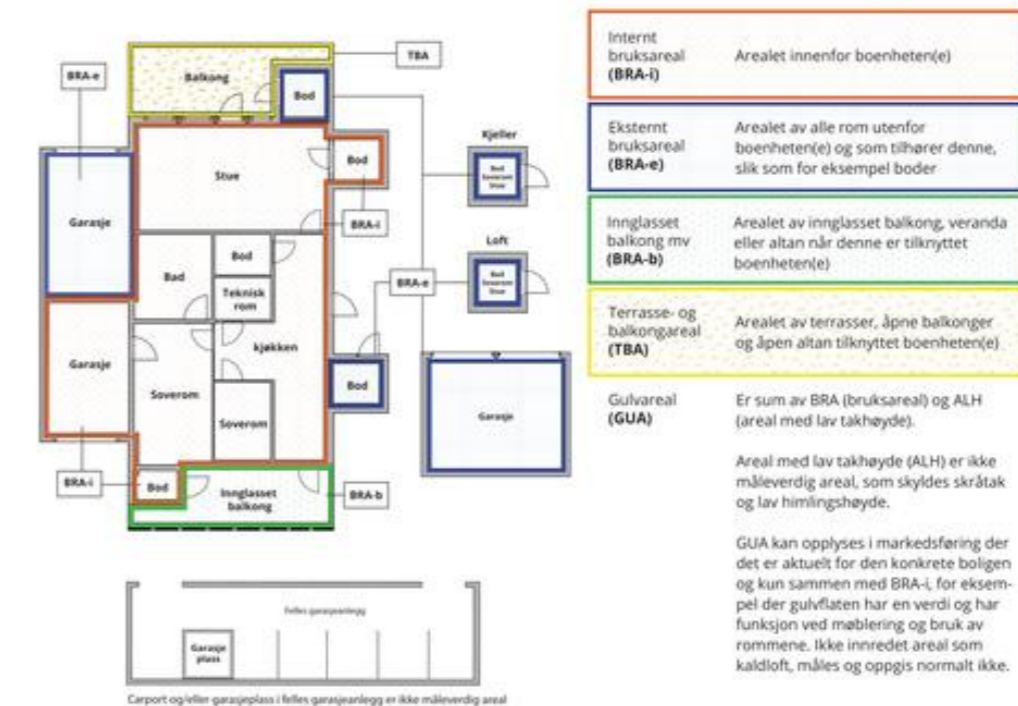 TBA
BRA-e
Balkong
Bod
Kjeller
Bod
Soverom
Stue
Stue
Bod
BRA-i
Garasje
Loft
Bod
Soverom
Stue
Bad
Bod
Teknisk
rom
BRA-e
kjøkken
Garasje
Soverom
Bod
Soverom
Garasje
BRA-i
Bod
Innglasset
balkong
BRA-b
Felles garasjeanlegg
Garasje
plass
Carport og/eller garasjeplass i felles garasjeanlegg er ikke måleverdig areal
Internt
bruksareal
(BRA-i)
Arealet innenfor boenheten(e)
Eksternt
bruksareal
(BRA-e)
Arealet av alle rom utenfor
boenheten(e) og som tilhører denne,
slik som for eksempel boder
Innglasset
balkong mv
(BRA-b)
Arealet av innglasset balkong, veranda
eller altan når denne er tilknyttet
boenheten(e)
Terrasse- og
balkongareal
(TBA)
Arealet av terrasser, åpne balkonger
og åpen altan tilknyttet boenheten(e)
Gulvareal
(GUA)
Er sum av BRA (bruksareal) og ALH
(areal med lav takhøyde).
Areal med lav takhøyde (ALH) er ikke
måleverdig areal, som skyldes skråtak
og lav himlingshøyde.
GUA kan opplyses i markedsføring der
det er aktuelt for den konkrete boligen
og kun sammen med BRA-i, for eksem-
pel der gulvflaten har en verdi og har
funksjon ved møblering og bruk av
rommene. Ikke innredet areal som
kaldloft, måles og oppgis normalt ikke.